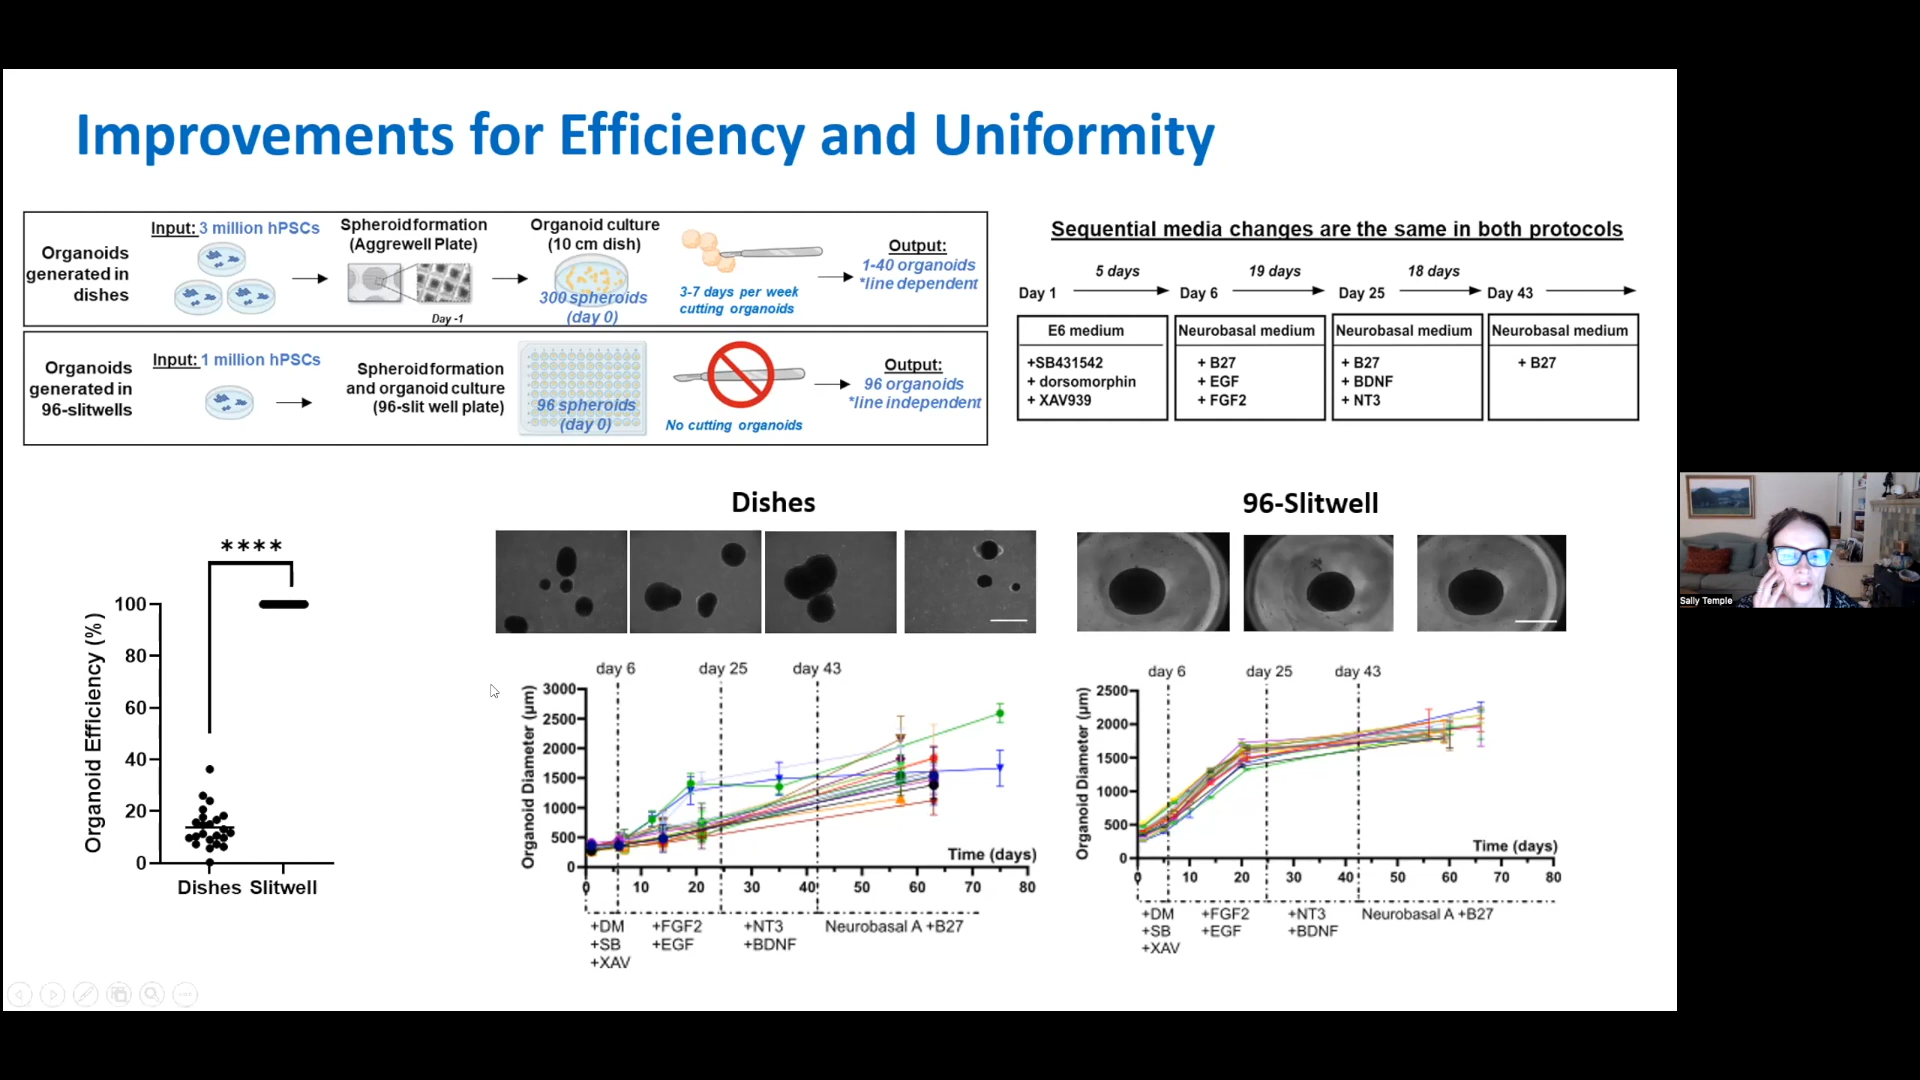 Improvements for Efficiency and Uniformity
Organoids
generated in
dishes
Input: 3 million hPSCs
Spheroid formation
(Aggrewell Plate)
Day -1
Organoid culture
(10 cm dish)
300 spheroids
(day 0)
3-7 days per week
cutting organoids
Output:
1-40 organoids
*line dependent
Organoids
generated in
96-slitwells
Input: 1 million hPSCs
Spheroid formation
and organoid culture
(96-slit well plate)
96 spheroids
(day 0)
No cutting organoids
Output:
96 organoids
*line independent
Sequential media changes are the same in both protocols
5 days
19 days
18 days
Day 1
Day 6
Day 25
Day 43
E6 medium
+SB431542
+ dorsomorphin
+ XAV939
Neurobasal medium
+ B27
+ EGF
+ FGF2
Neurobasal medium
+ B27
+ BDNF
+ NT3
Neurobasal medium
+ B27
****
Organoid Efficiency (%)
100
80
60
40
20
0
Dishes Slitwell
Dishes
day 6
day 25
day 43
Organoid Diameter (μm)
3000
2500
2000
1500
1000
500
0
Time (days)
0 10 20 30 40 50 60 70 80
+DM
+SB
+XAV
+FGF2
+EGF
+NT3
+BDNF
Neurobasal A +B27
96-Slitwell
day 6
day 25
day 43
Organoid Diameter (μm)
2500
2000
1500
1000
500
0
Time (days)
0 10 20 30 40 50 60 70 80
+DM
+SB
+XAV
+FGF2
+EGF
+NT3
+BDNF
Neurobasal A +B27
Sally Temple